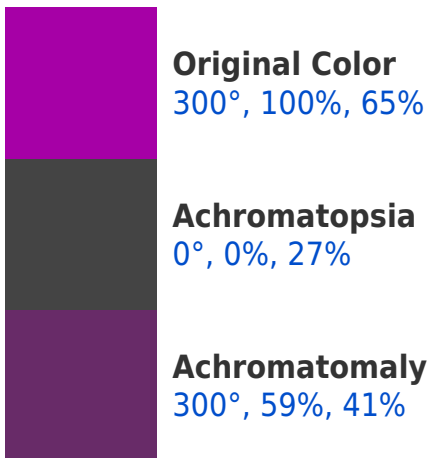 Original Color
300°, 100%, 65%
Achromatopsia
0°, 0%, 27%
Achromatomaly
300°, 59%, 41%